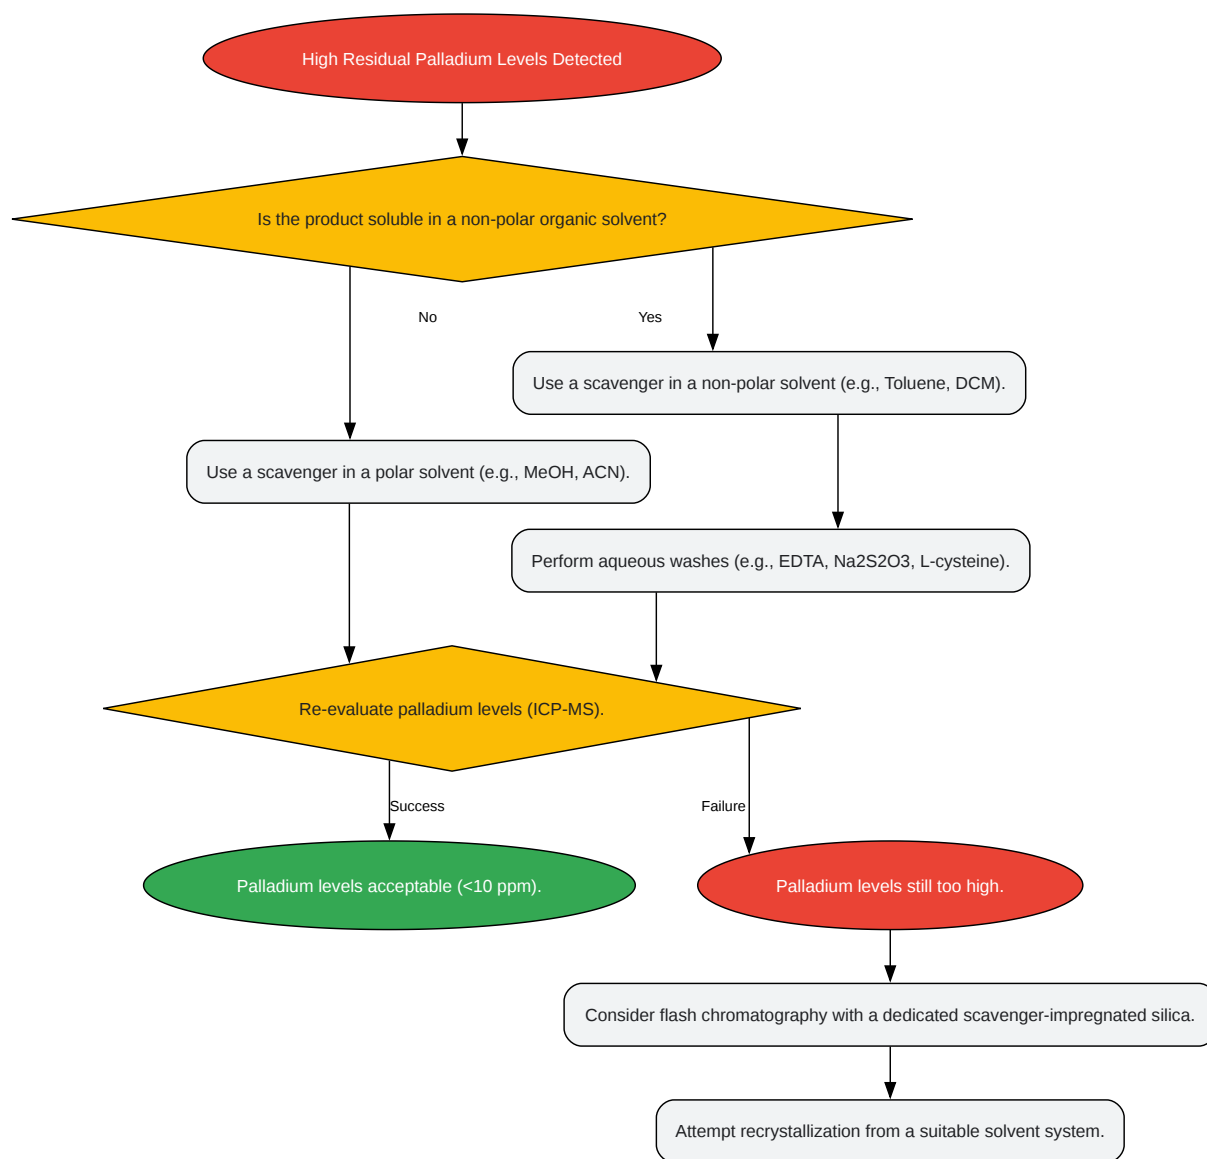 High Residual Palladium Levels Detected
Is the product soluble in a non-polar organic solvent?
No
Yes
Use a scavenger in a non-polar solvent (e.g., Toluene, DCM).
Use a scavenger in a polar solvent (e.g., MeOH, ACN).
Perform aqueous washes (e.g., EDTA, Na2S2O3, L-cysteine).
Re-evaluate palladium levels (ICP-MS).
Success
Failure
Palladium levels acceptable (<10 ppm).
Palladium levels still too high.
Consider flash chromatography with a dedicated scavenger-impregnated silica.
Attempt recrystallization from a suitable solvent system.